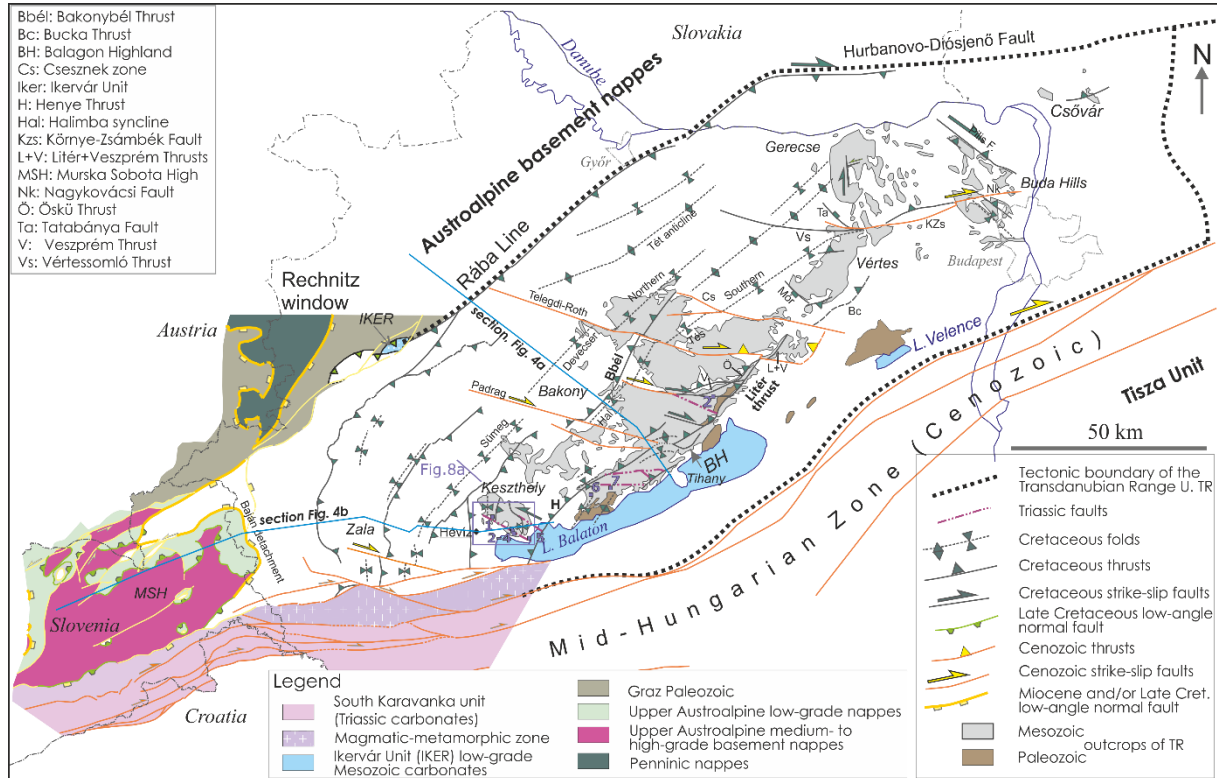 Bbél: Bakonybél Thrust
Bc: Bucka Thrust
BH: Balagon Highland
Cs: Csesznek zone
Iker: Ikervár Unit
H: Henye Thrust
Hal: Halimba syncline
Kzs: Környe-Zsámbék Fault
L+V: Litér+Veszprém Thrusts
MSH: Murska Sobota High
Nk: Nagykovácsi Fault
Ö: Öskü Thrust
Ta: Tatabánya Fault
V: Veszprém Thrust
Vs: Vértessomló Thrust
Slovakia
Danube
Hurbanovo-Diósjenő Fault
N
Austroalpine basement nappes
Csővár
Győr
Gerecse
Pilis F.
Buda Hills
Nk
Tét anticline
Ta
KZs
Vs
Rába Line
Vértes
Budapest
Rechnitz
window
Northern
Southern
Telegdi-Roth
Cs
Mór
Bc
Austria
IKER
section. Fig. 4a
L. Velence
Devecser
Tés
Bbél
L+V
Ö
V
Litér
thrust
Padrag
Bakony
Hal
Mid-Hungarian Zone (Cenozoic)
Tisza Unit
50 km
Sümeg
Fig.8a
BH
Tihany
6
7
2
Keszthely
H
section Fig. 4b
Baján detachment
Zala
Hévíz
2
4
L. Balaton
MSH
Slovenia
Croatia
Legend
South Karavanka unit
(Triassic carbonates)
Magmatic-metamorphic zone
Ikervár Unit (IKER) low-grade
Mesozoic carbonates
Graz Paleozoic
Upper Austroalpine low-grade nappes
Upper Austroalpine medium- to
high-grade basement nappes
Penninic nappes
Tectonic boundary of the
Transdanubian Range U. TR
Triassic faults
Cretaceous folds
Cretaceous thrusts
Cretaceous strike-slip faults
Late Cretaceous low-angle
normal fault
Cenozoic thrusts
Cenozoic strike-slip faults
Miocene and/or Late Cret.
low-angle normal fault
Mesozoic
outcrops of TR
Paleozoic